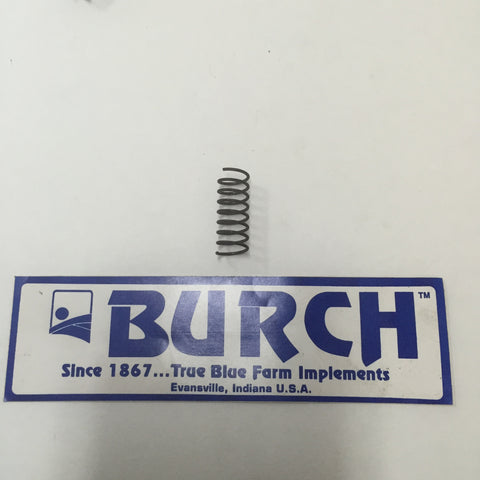 BURCH™
Since 1867...True Blue Farm Implements
Evansville, Indiana U.S.A.